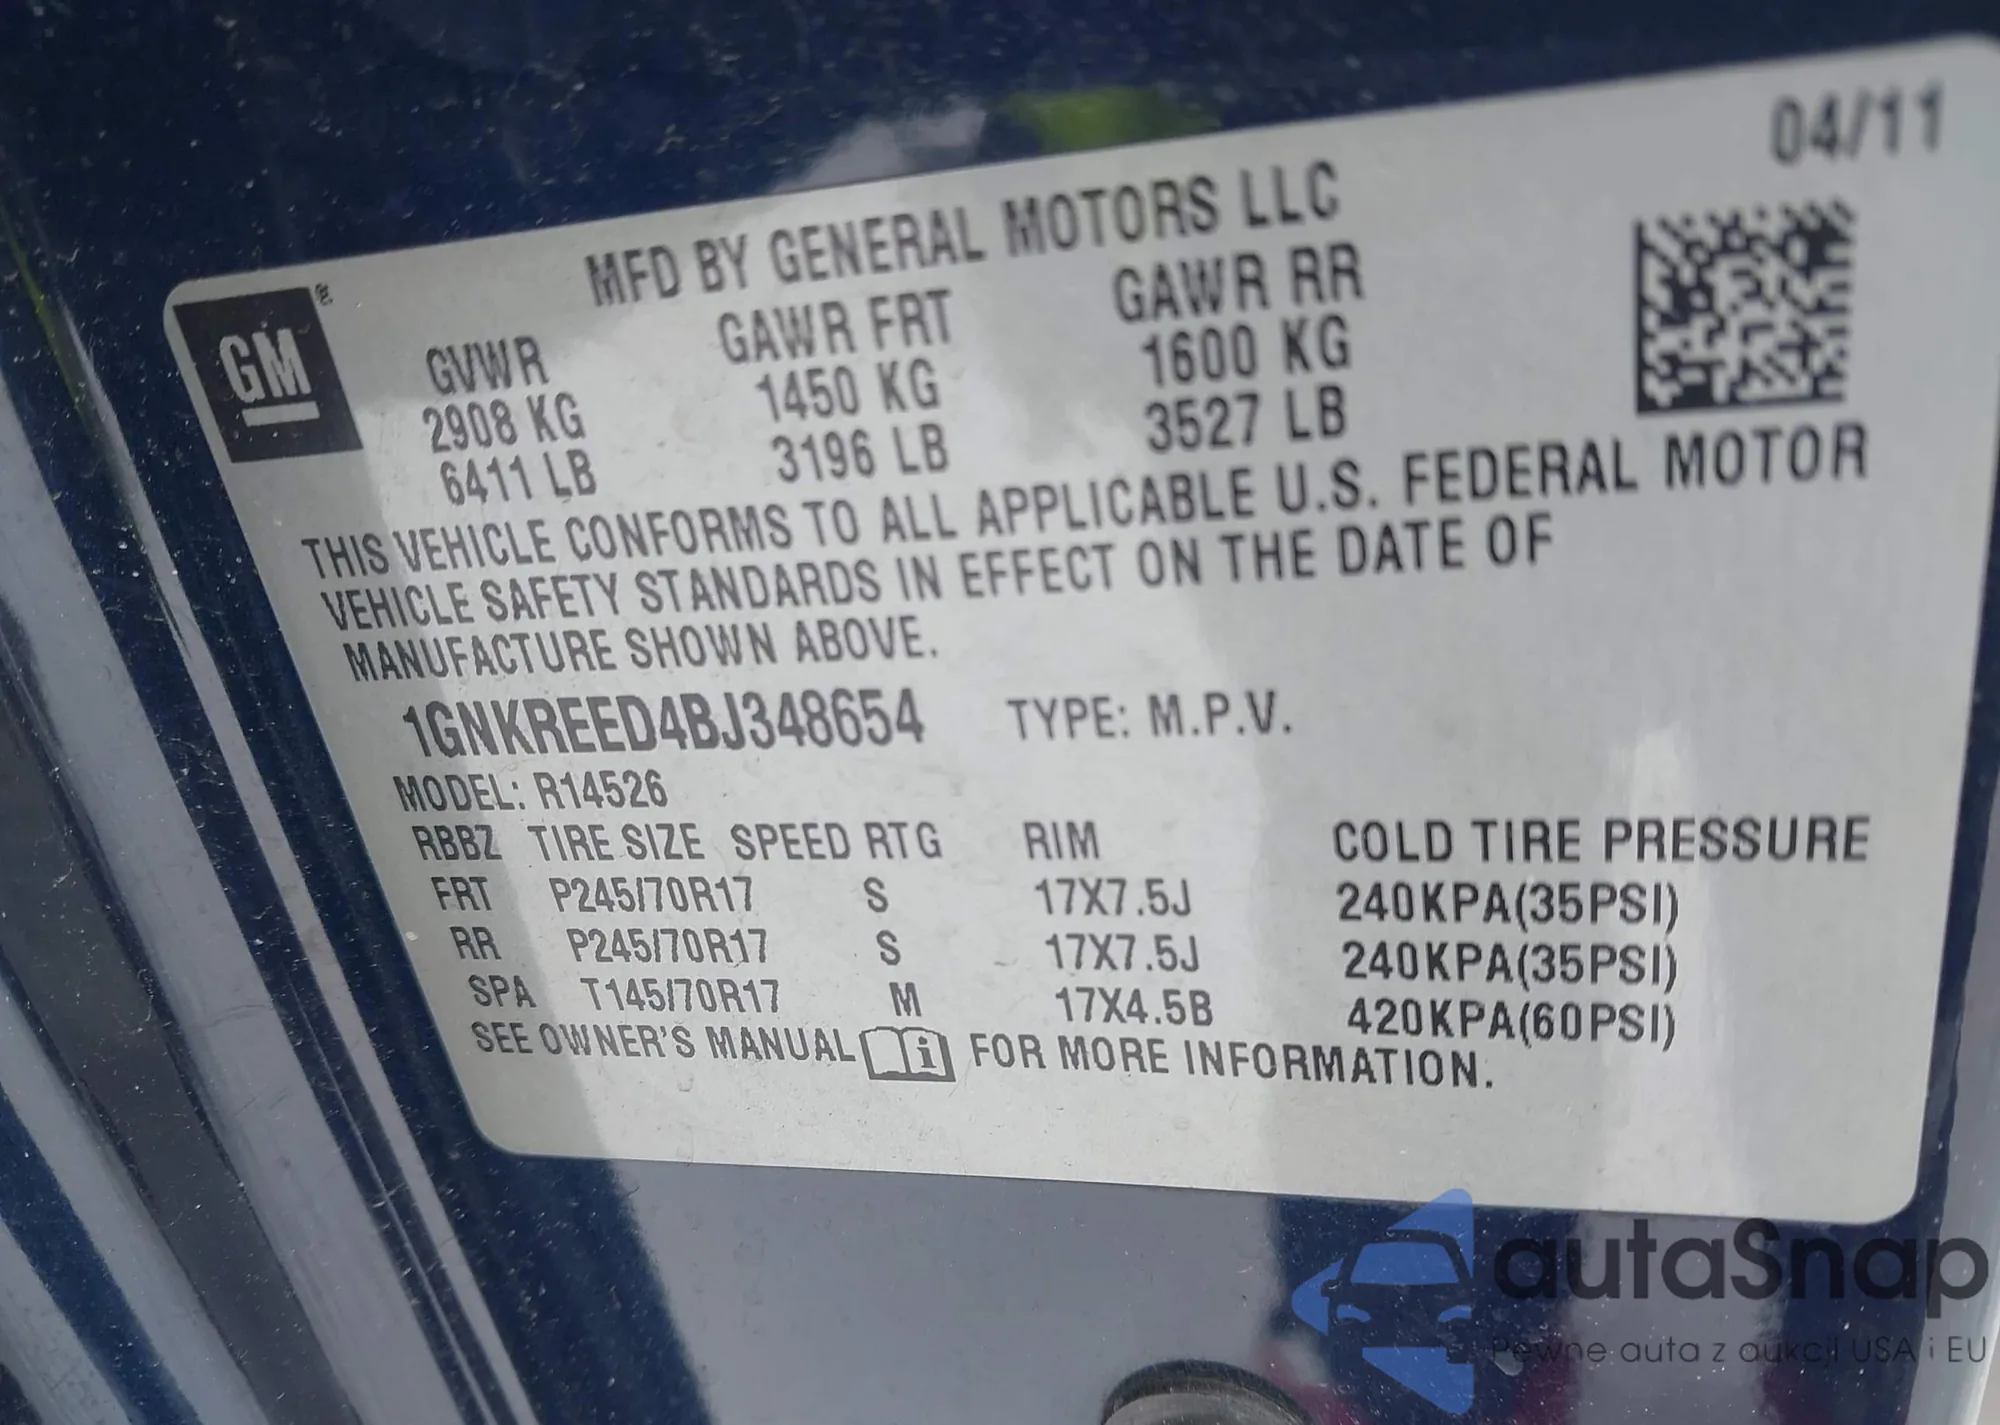 04/11
MFD BY GENERAL MOTORS LLC
GM ®
GVWR GAWR FRT GAWR RR
2908 KG 1450 KG 1600 KG
6411 LB 3196 LB 3527 LB
THIS VEHICLE CONFORMS TO ALL APPLICABLE U.S. FEDERAL MOTOR
VEHICLE SAFETY STANDARDS IN EFFECT ON THE DATE OF
MANUFACTURE SHOWN ABOVE.
1GNKREED4BJ348654 TYPE: M.P.V.
MODEL: R14526
RBBZ TIRE SIZE SPEED RTG RIM COLD TIRE PRESSURE
FRT P245/70R17 S 17X7.5J 240KPA(35PSI)
RR P245/70R17 S 17X7.5J 240KPA(35PSI)
SPA T145/70R17 M 17X4.5B 420KPA(60PSI)
SEE OWNER'S MANUAL i FOR MORE INFORMATION.
autaSnap
Pewne auta z aukcji USA i EU